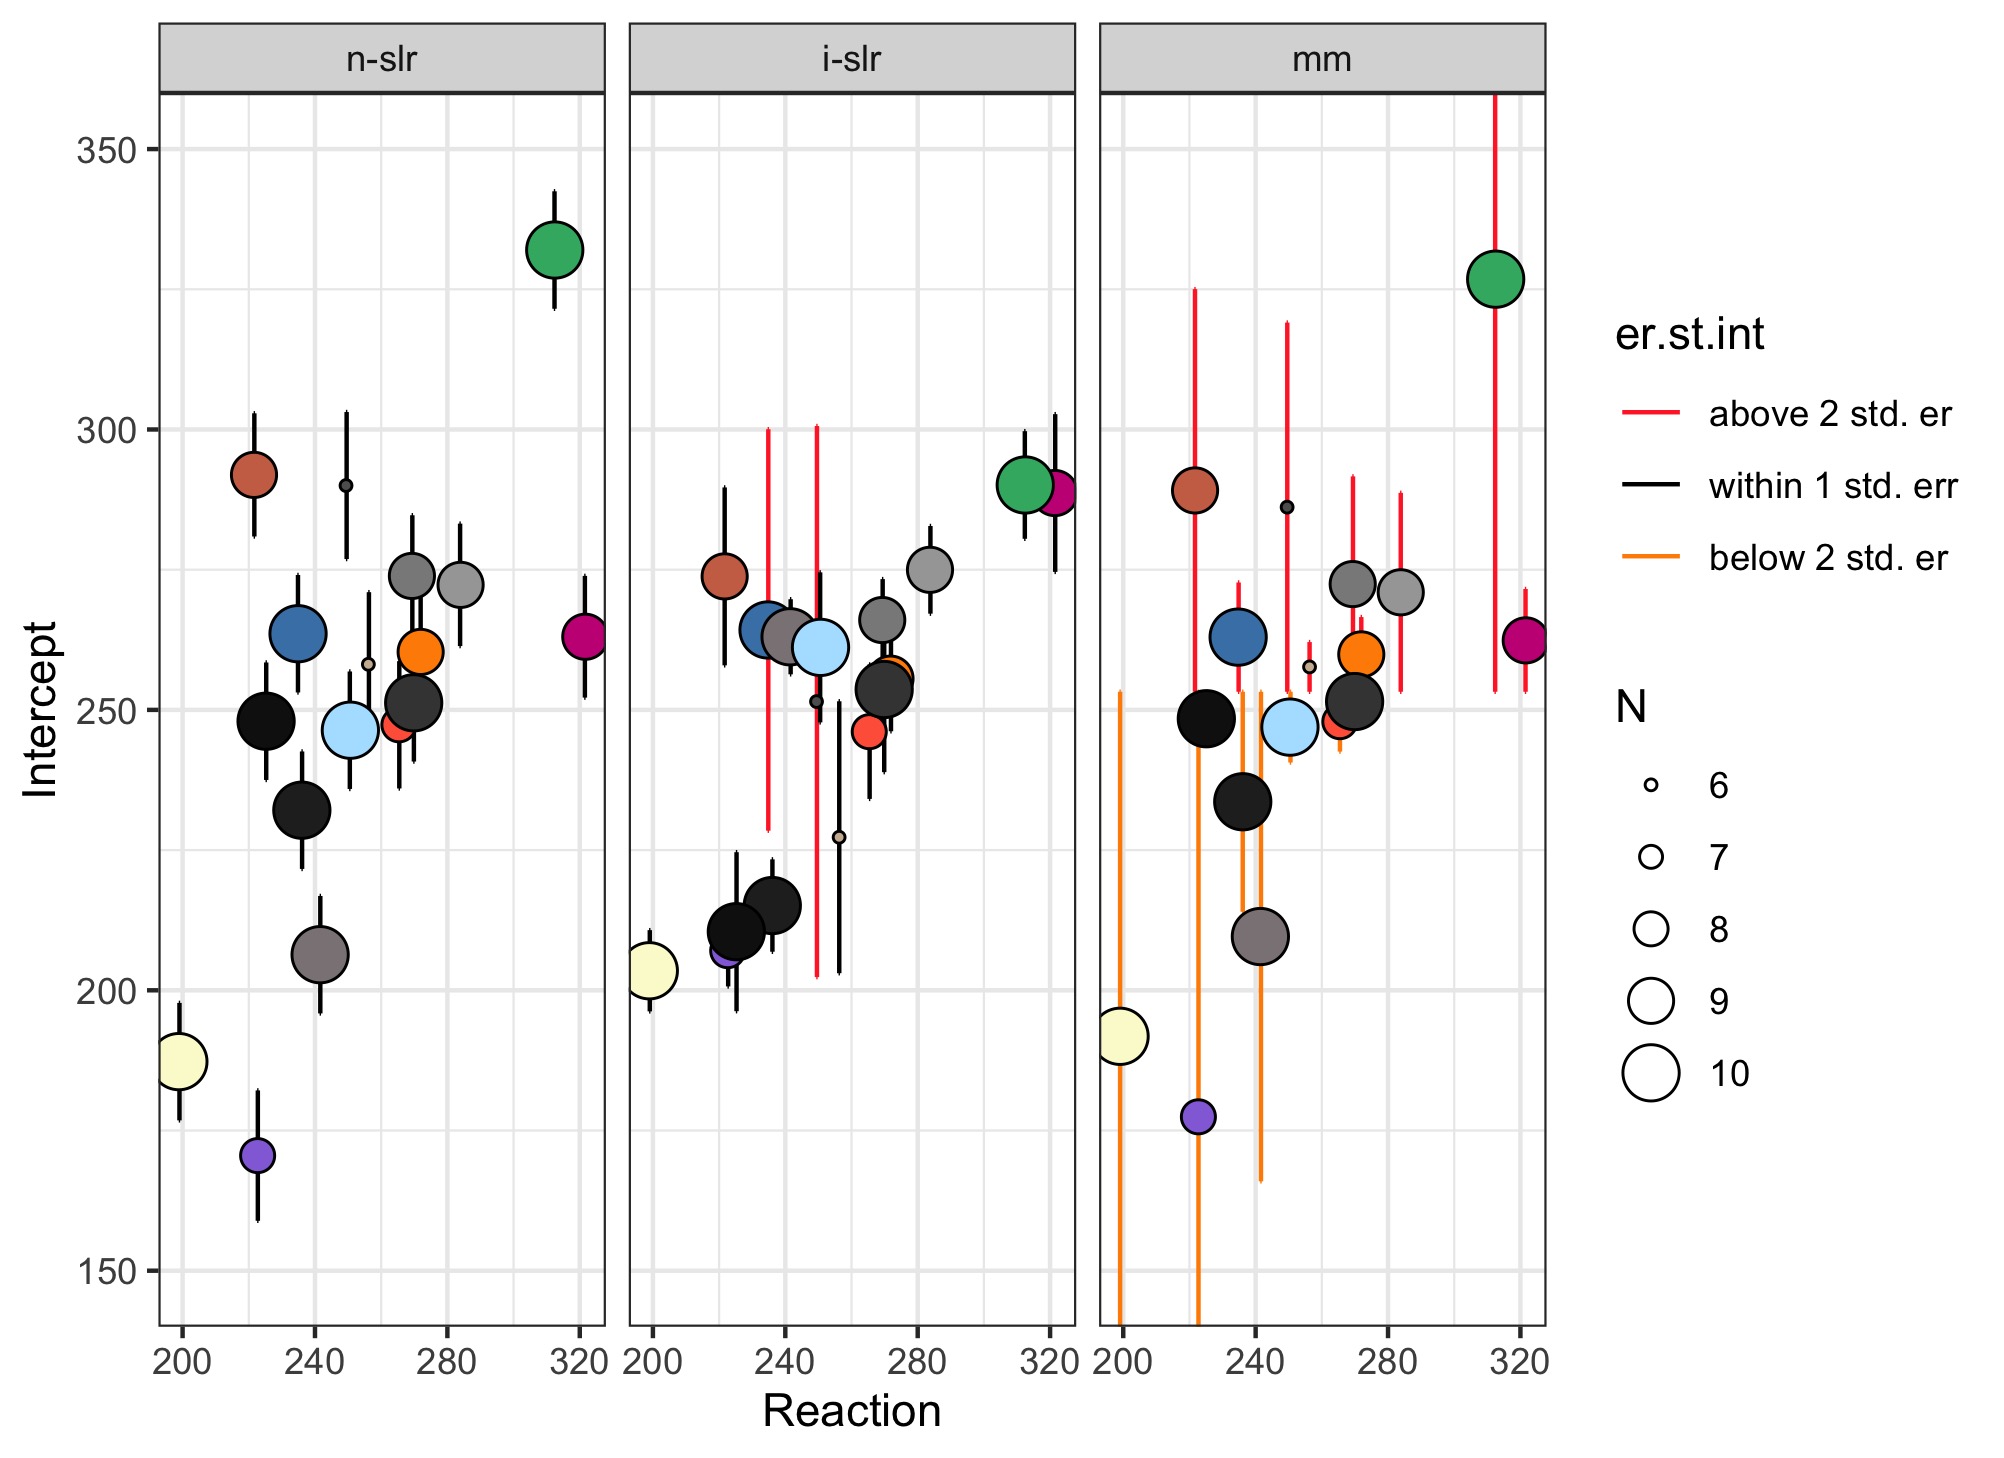 n-slr i-slr mm
350
300
250
200
150
Intercept
200 240 280 320 200 240 280 320 200 240 280 320
Reaction
er.st.int
above 2 std. er
within 1 std. err
below 2 std. er
N
6
7
8
9
10